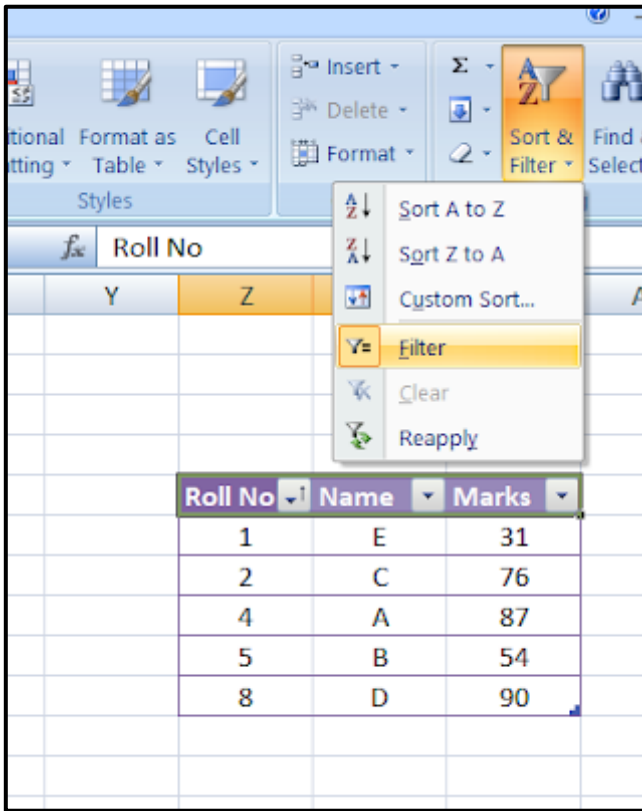 Insert
Σ
Delete
Format
Format as Table
Cell Styles
Sort & Filter
Find
Select
Styles
Sort A to Z
Sort Z to A
Custom Sort...
Filter
Clear
Reapply
fx Roll No
Y Z
Roll No Name Marks
1 E 31
2 C 76
4 A 87
5 B 54
8 D 90